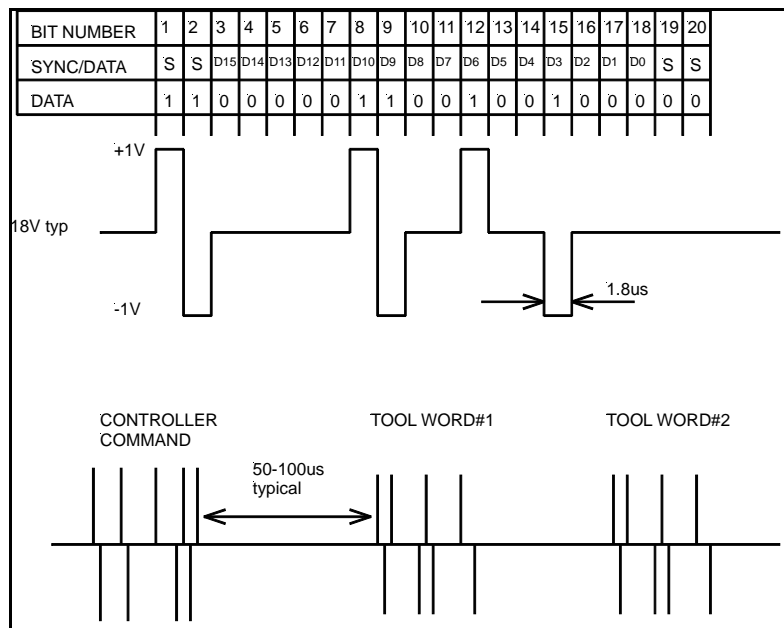 BIT NUMBER 1 2 3 4 5 6 7 8 9 10 11 12 13 14 15 16 17 18 19 20
SYNC/DATA S S D15 D14 D13 D12 D11 D10 D9 D8 D7 D6 D5 D4 D3 D2 D1 D0 S S
DATA 1 1 0 0 0 0 0 1 1 0 0 1 0 0 1 0 0 0 0 0
+1V
18V typ
-1V
1.8us
CONTROLLER
COMMAND
50-100us
typical
TOOL WORD#1
TOOL WORD#2